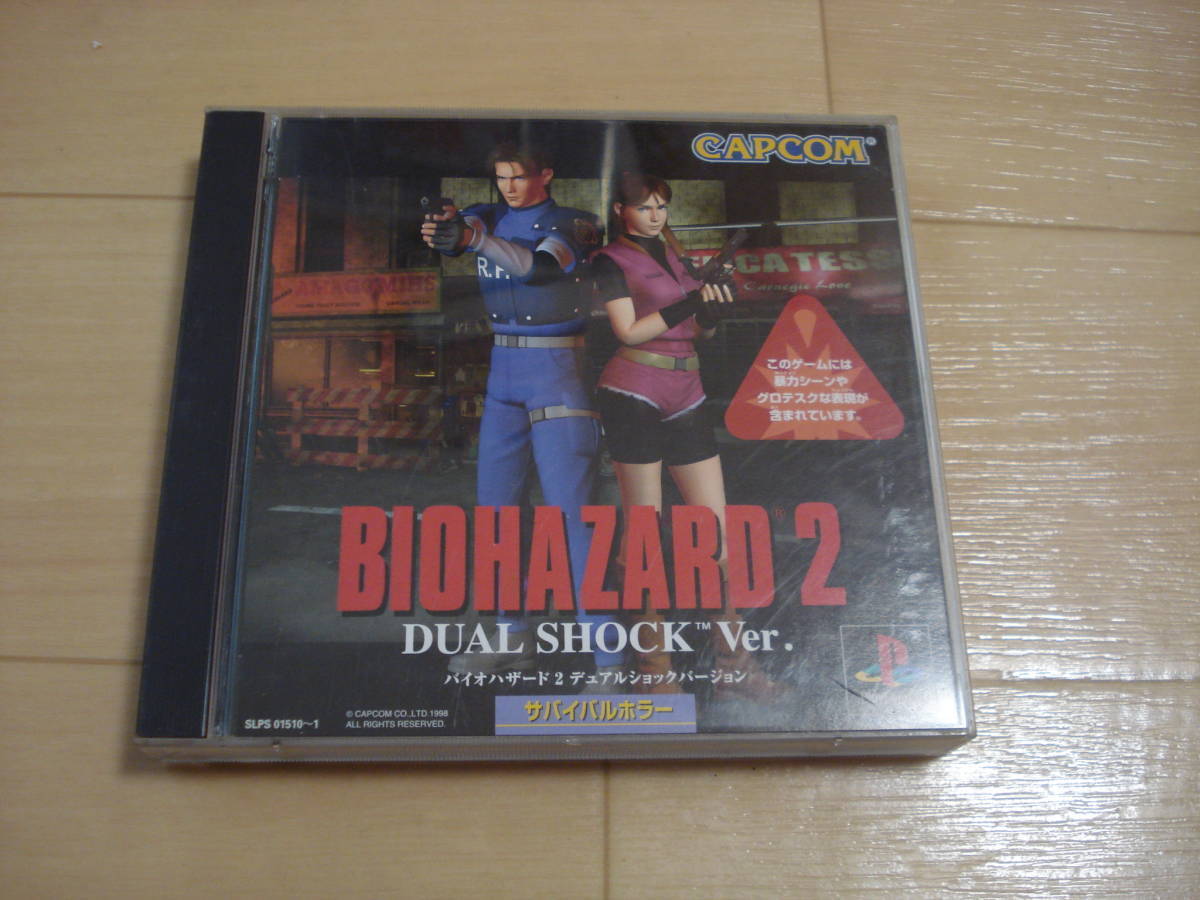 CAPCOM®
R.P.
CATESS
Carnegie Love
このゲームには
暴力シーンや
グロテスクな表現が
含まれています。
BIOHAZARD® 2
DUAL SHOCK™ Ver.
バイオハザード 2 デュアルショックバージョン
サバイバルホラー
SLPS 01510〜1
© CAPCOM CO.,LTD 1998
ALL RIGHTS RESERVED.